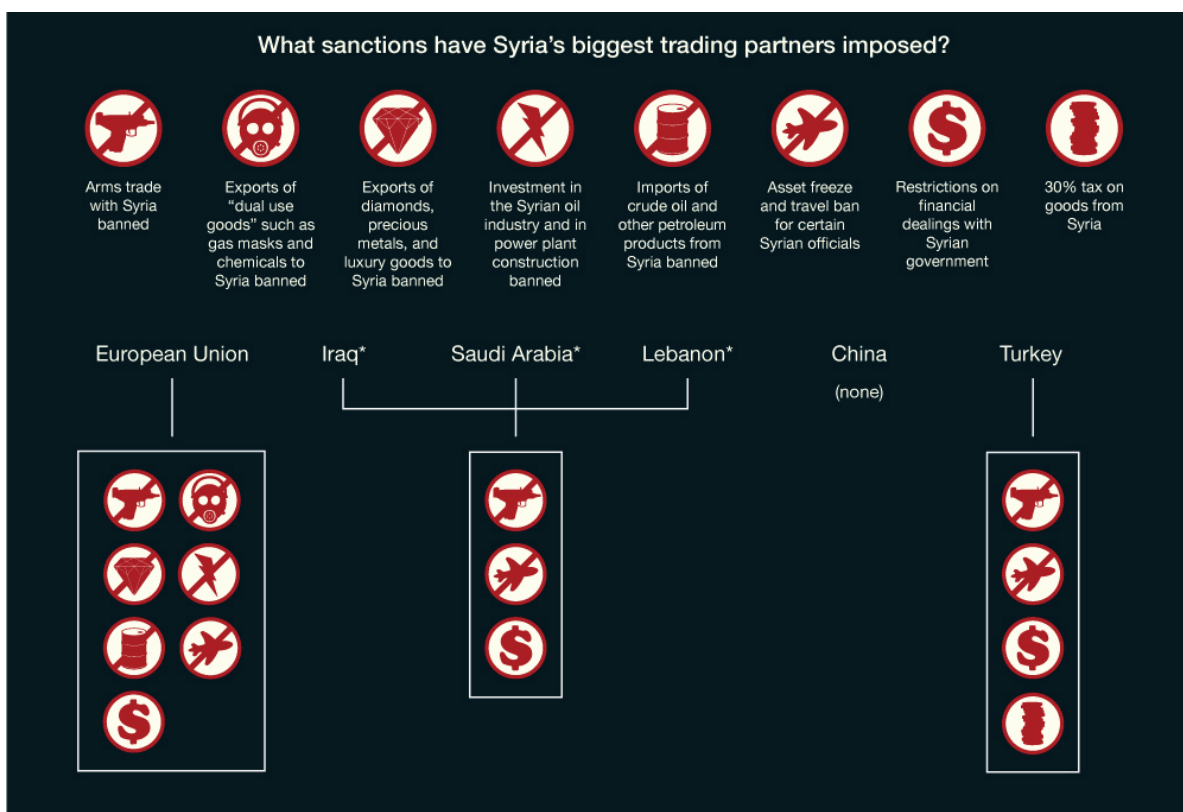 What sanctions have Syria's biggest trading partners imposed?
Arms trade
with Syria
banned
Exports of
“dual use
goods” such as
gas masks and
chemicals to
Syria banned
Exports of
diamonds,
precious
metals, and
luxury goods to
Syria banned
Investment in
the Syrian oil
industry and in
power plant
construction
banned
Imports of
crude oil and
other petroleum
products from
Syria banned
Asset freeze
and travel ban
for certain
Syrian officials
Restrictions on
financial
dealings with
Syrian
government
30% tax on
goods from
Syria
European Union
Iraq*
Saudi Arabia*
Lebanon*
China
(none)
Turkey